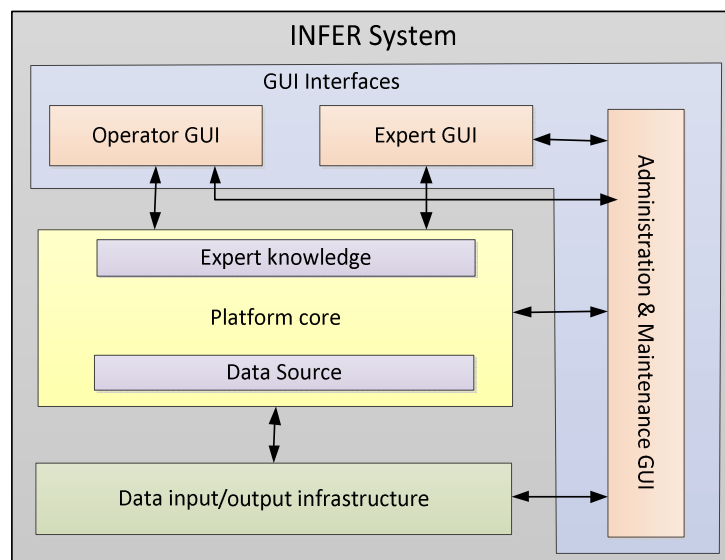 INFER System
GUI Interfaces
Operator GUI
Expert GUI
Administration & Maintenance GUI
Expert knowledge
Platform core
Data Source
Data input/output infrastructure